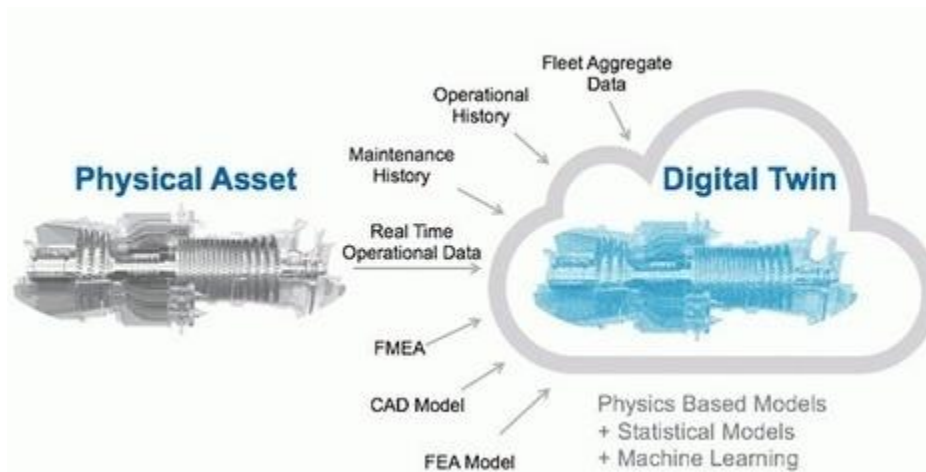 Fleet Aggregate
Data
Operational
History
Maintenance
History
Physical Asset
Digital Twin
Real Time
Operational Data
FMEA
CAD Model
FEA Model
Physics Based Models
+ Statistical Models
+ Machine Learning